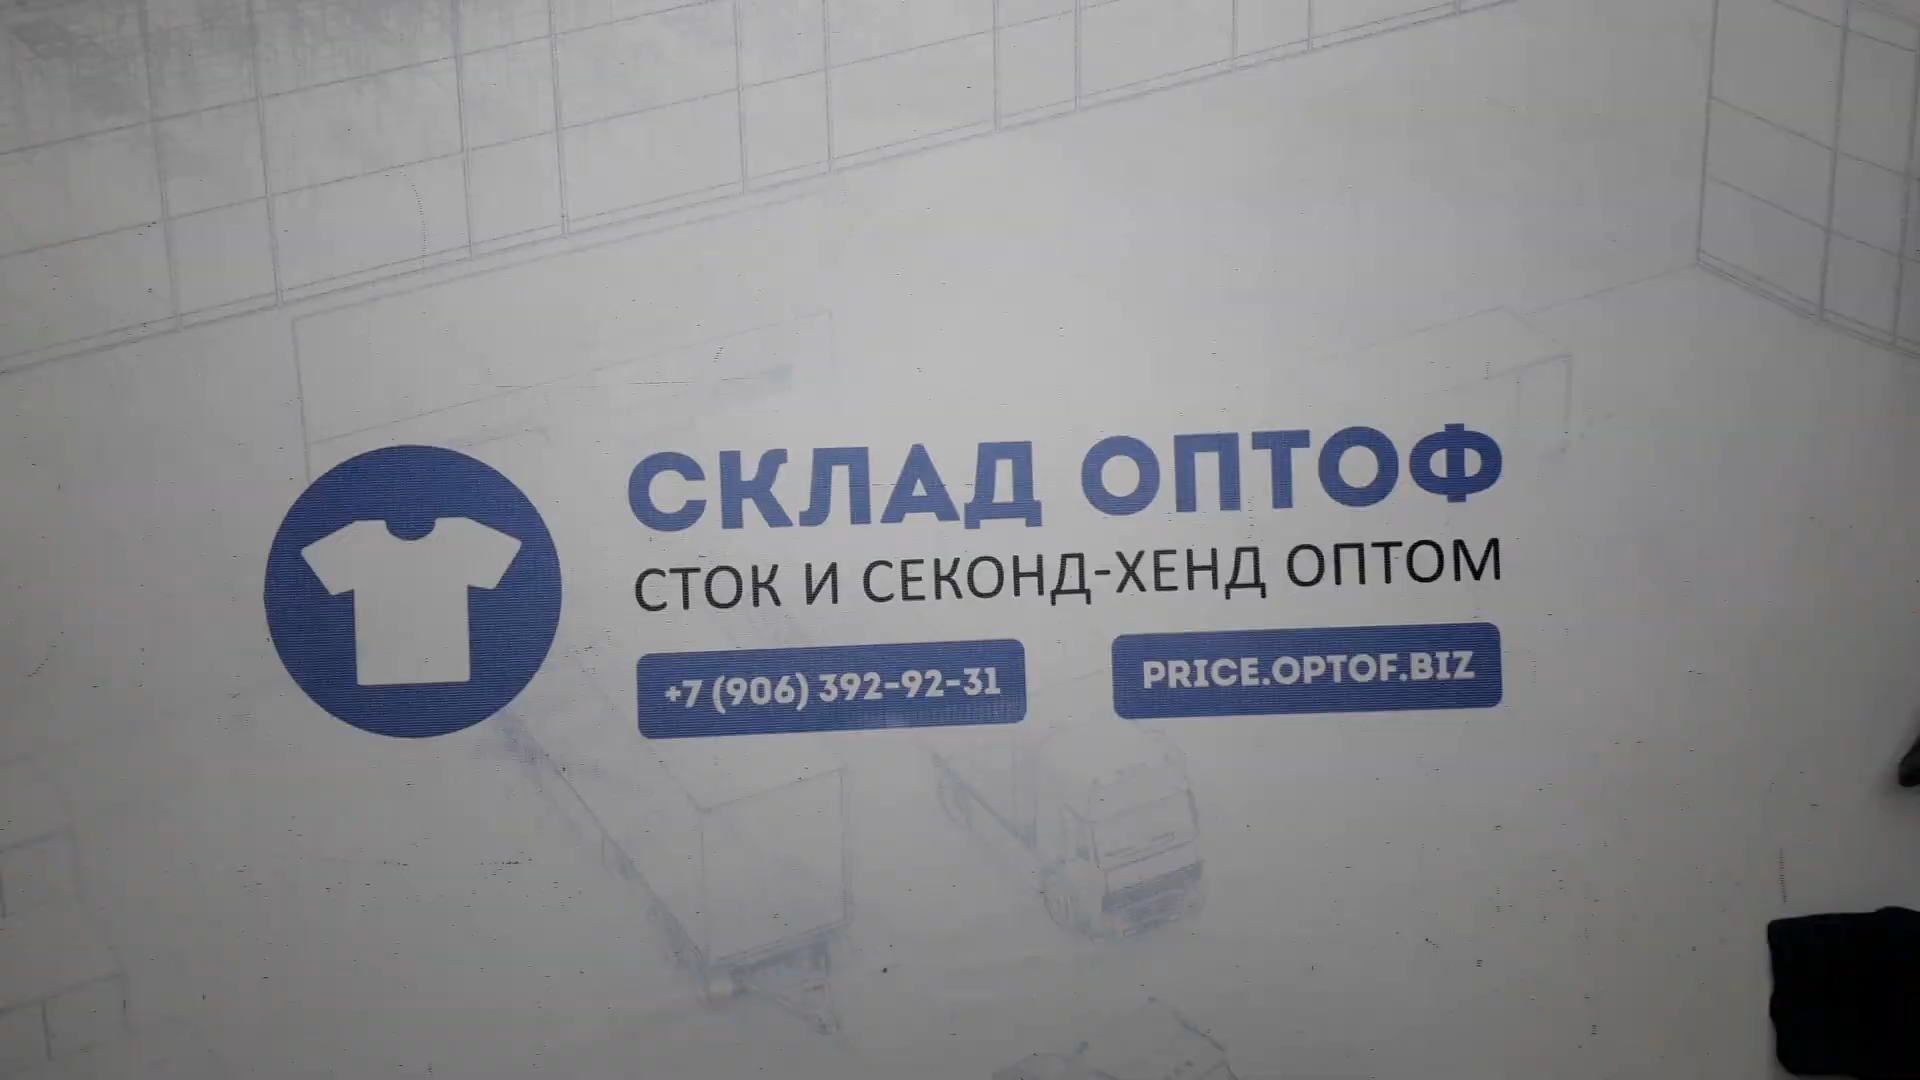 СКЛАД ОПТОФ
СТОК И СЕКОНД-ХЕНД ОПТОМ
+7 (906) 392-92-31
PRICE.OPTOF.BIZ